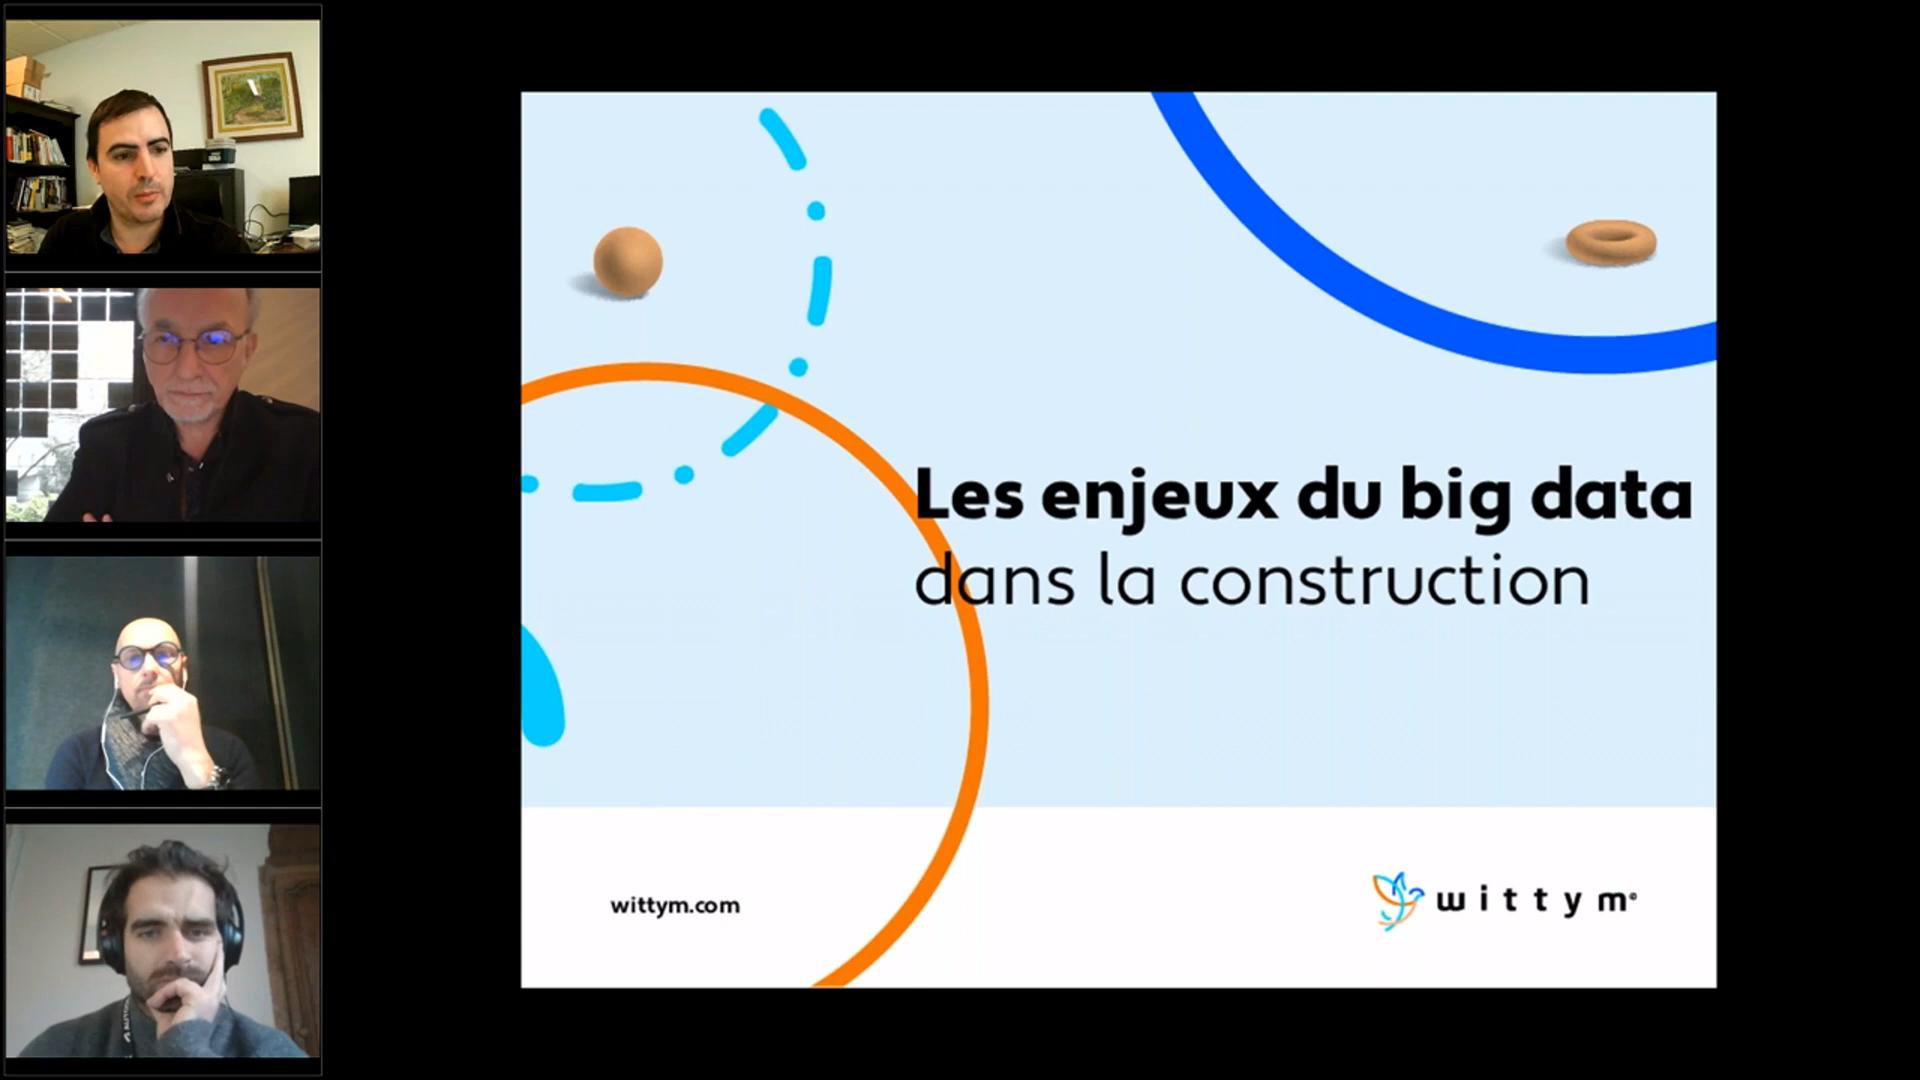 Les enjeux du big data
dans la construction
wittym.com
wittym®